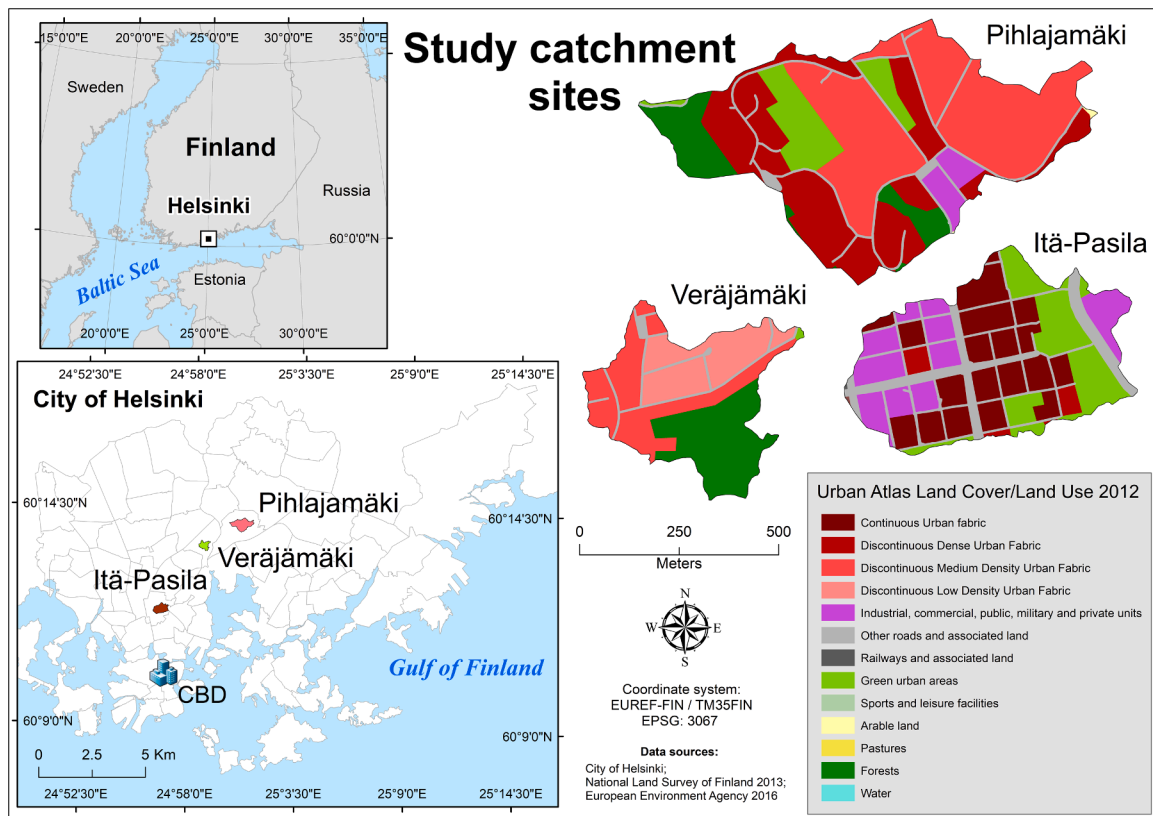 Study catchment
sites
15°0'0"E
20°0'0"E
25°0'0"E
30°0'0"E
35°0'0"E
Sweden
Finland
Russia
Helsinki
60°0'0"N
Baltic Sea
Estonia
20°0'0"E
25°0'0"E
30°0'0"E
Pihlajamäki
Itä-Pasila
Veräjämäki
24°52'30"E
24°58'0"E
25°3'30"E
25°9'0"E
25°14'30"E
City of Helsinki
60°14'30"N
60°14'30"N
Pihlajamäki
Veräjämäki
Itä-Pasila
Gulf of Finland
CBD
60°9'0"N
60°9'0"N
0 2.5 5 Km
24°52'30"E
24°58'0"E
25°3'30"E
25°9'0"E
25°14'30"E
0 250 500
Meters
N
W E
S
Coordinate system:
EUREF-FIN / TM35FIN
EPSG: 3067
Data sources:
City of Helsinki;
National Land Survey of Finland 2013;
European Environment Agency 2016
Urban Atlas Land Cover/Land Use 2012
Continuous Urban fabric
Discontinuous Dense Urban Fabric
Discontinuous Medium Density Urban Fabric
Discontinuous Low Density Urban Fabric
Industrial, commercial, public, military and private units
Other roads and associated land
Railways and associated land
Green urban areas
Sports and leisure facilities
Arable land
Pastures
Forests
Water